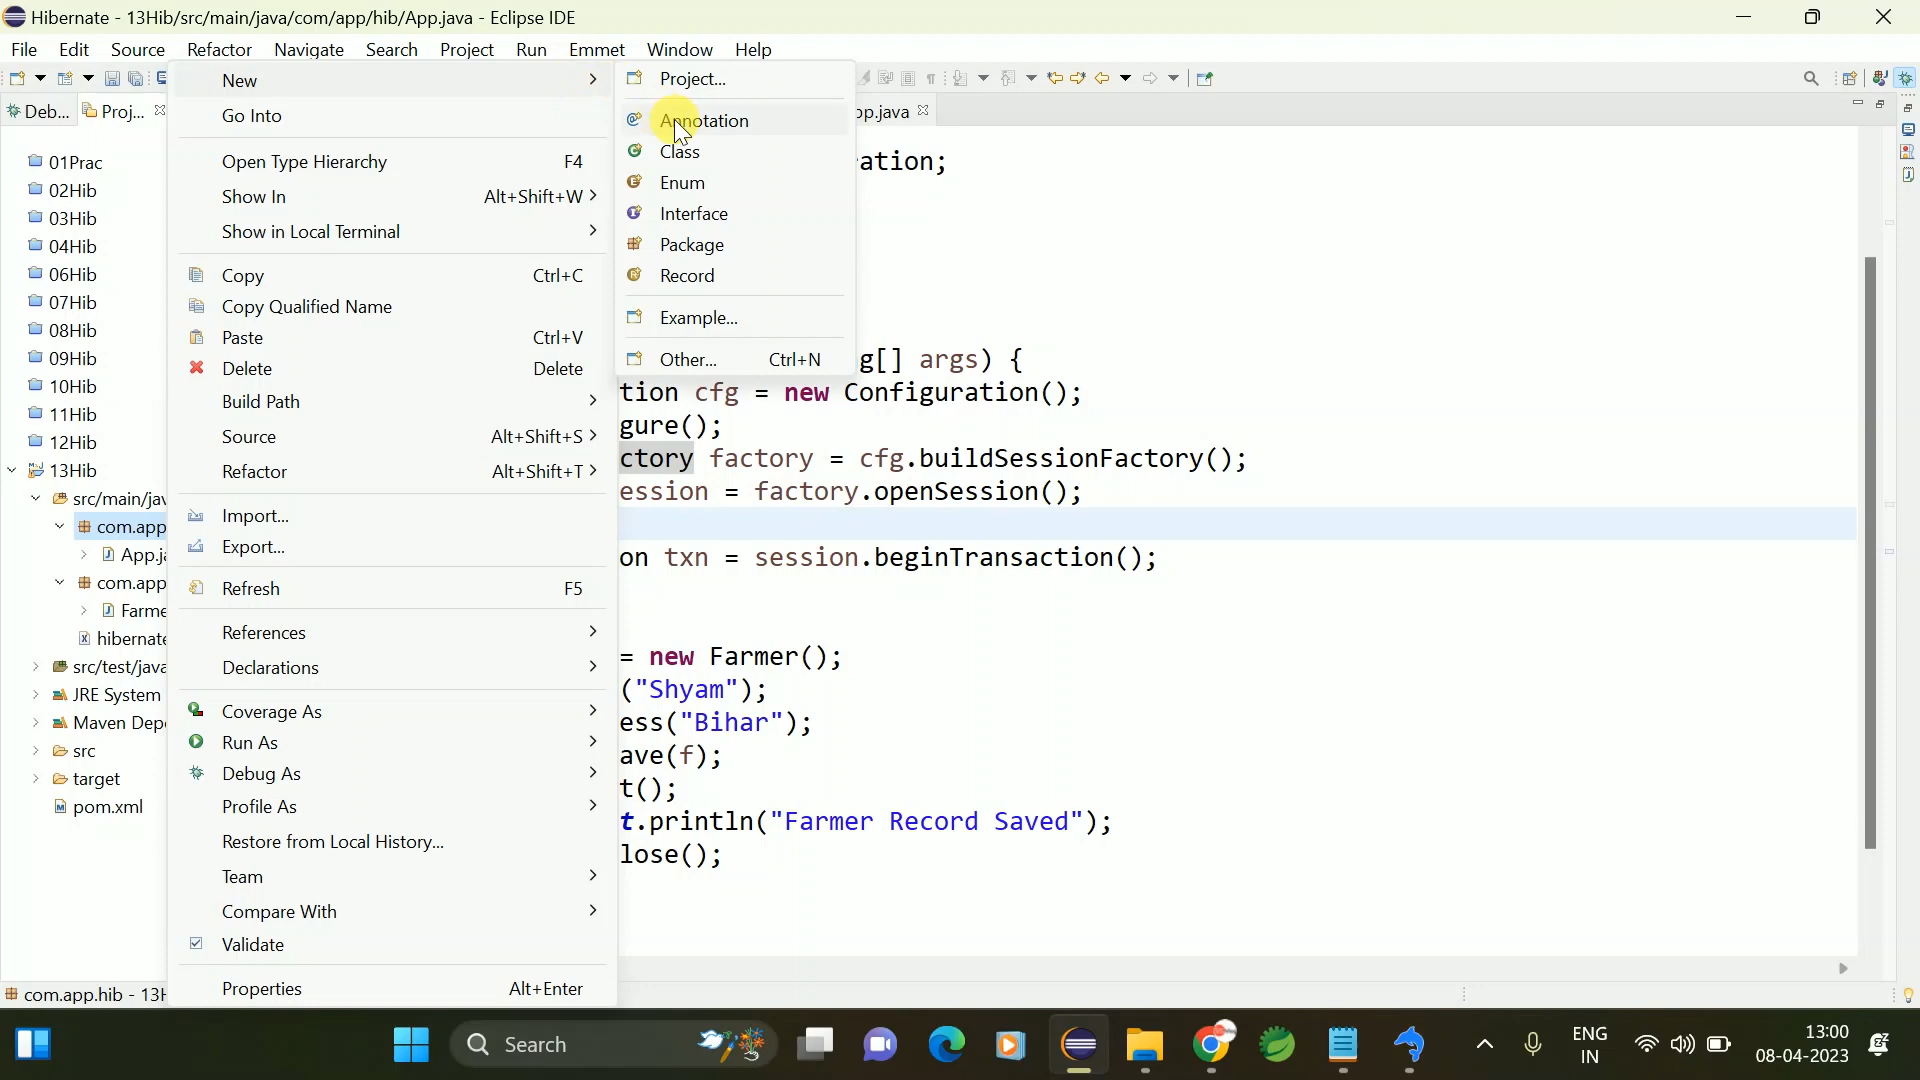 Hibernate - 13Hib/src/main/java/com/app/hib/App.java - Eclipse IDE
File Edit Source Refactor Navigate Search Project Run Emmet Window Help
Deb... Proj...
01Prac
02Hib
03Hib
04Hib
06Hib
07Hib
08Hib
09Hib
10Hib
11Hib
12Hib
13Hib
src/main/jav
com.app
App.ja
com.app
Farme
hibernate
src/test/java
JRE System
Maven Dep
src
target
pom.xml
New
Go Into
Open Type Hierarchy F4
Show In Alt+Shift+W
Show in Local Terminal
Copy Ctrl+C
Copy Qualified Name
Paste Ctrl+V
Delete Delete
Build Path
Source Alt+Shift+S
Refactor Alt+Shift+T
Import...
Export...
Refresh F5
References
Declarations
Coverage As
Run As
Debug As
Profile As
Restore from Local History...
Team
Compare With
Validate
Properties Alt+Enter
Project...
Annotation
Class
Enum
Interface
Package
Record
Example...
Other... Ctrl+N
pp.java
ation;
g[] args) {
tion cfg = new Configuration();
gure();
ctory factory = cfg.buildSessionFactory();
ession = factory.openSession();
on txn = session.beginTransaction();
= new Farmer();
("Shyam");
ess("Bihar");
ave(f);
t();
t.println("Farmer Record Saved");
lose();
com.app.hib - 13H
Search
ENG
IN
13:00
08-04-2023